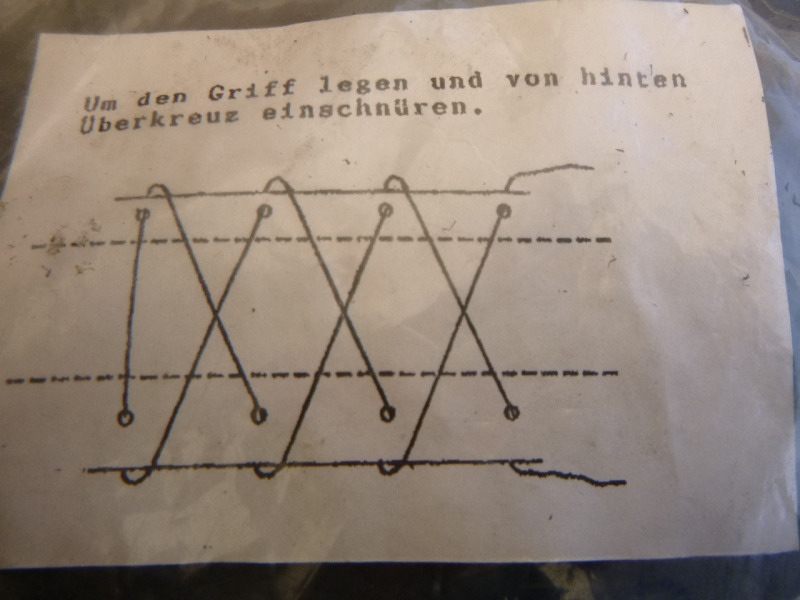 Um den Griff legen und von hinten
Überkreuz einschnüren.